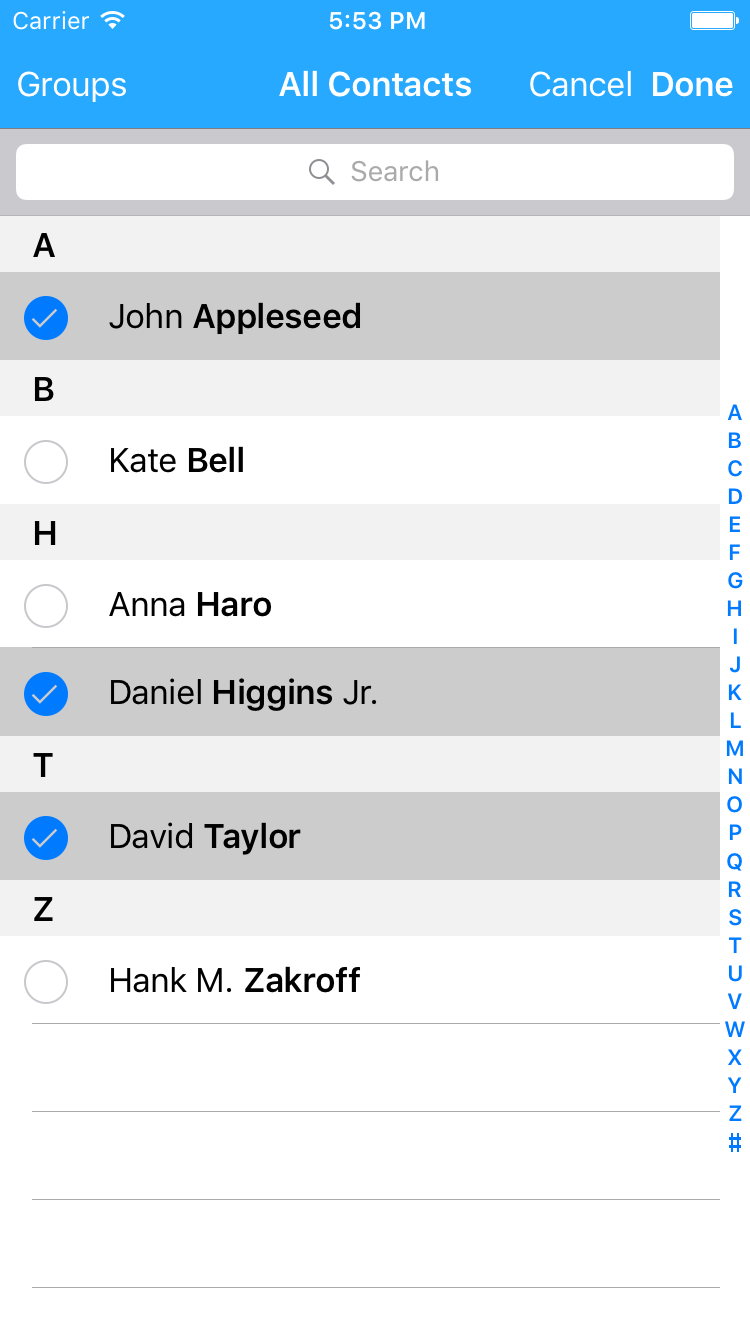 Carrier 5:53 PM
Groups All Contacts Cancel Done
Search
A
John Appleseed
B
Kate Bell
H
Anna Haro
Daniel Higgins Jr.
T
David Taylor
Z
Hank M. Zakroff
A
B
C
D
E
F
G
H
I
J
K
L
M
N
O
P
Q
R
S
T
U
V
W
X
Y
Z
#